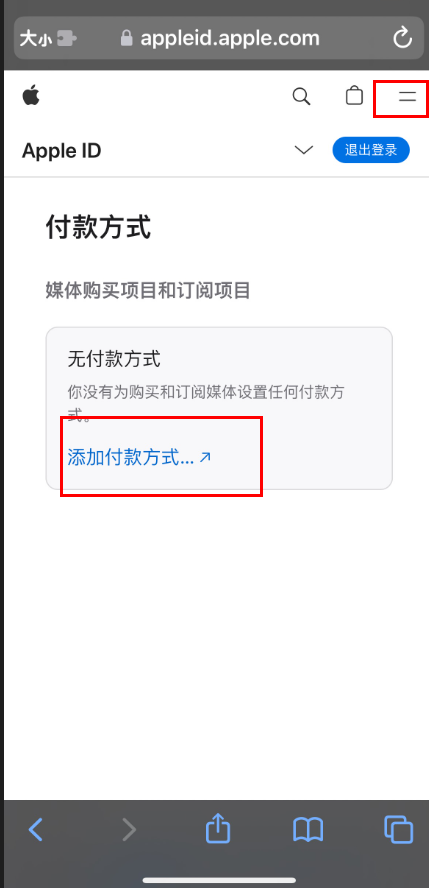 大小 appleid.apple.com
Apple ID 退出登录
付款方式
媒体购买项目和订阅项目
无付款方式
你没有为购买和订阅媒体设置任何付款方
式。
添加付款方式... ↗